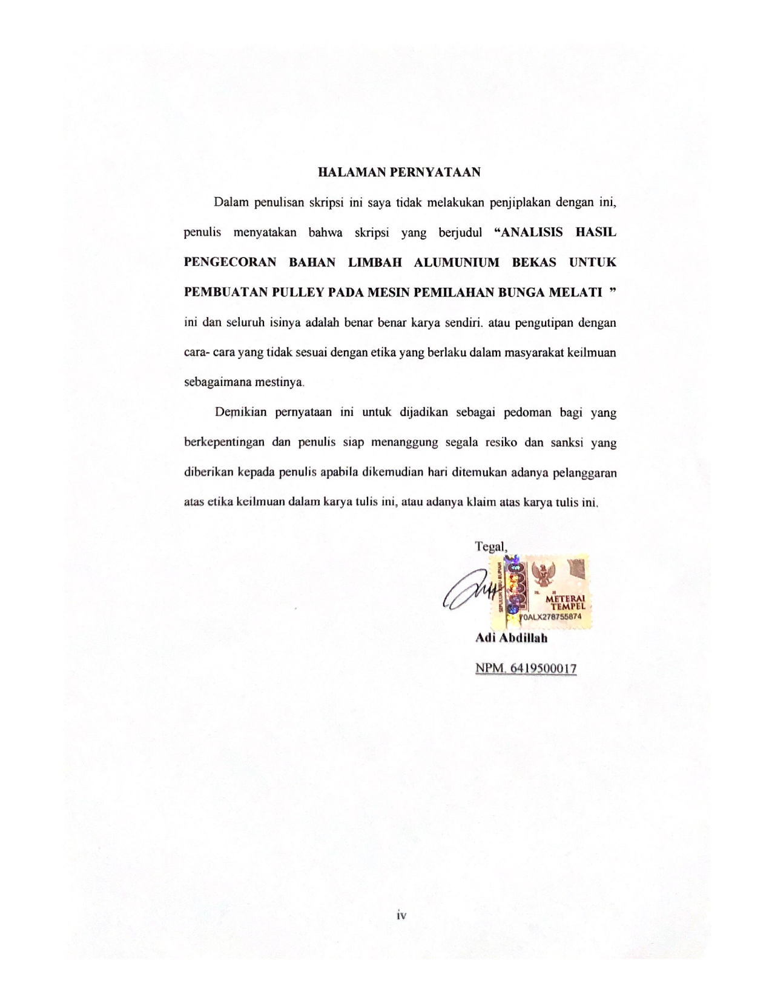 HALAMAN PERNYATAAN
Dalam penulisan skripsi ini saya tidak melakukan penjiplakan dengan ini,
penulis menyatakan bahwa skripsi yang berjudul “ANALISIS HASIL
PENGECORAN BAHAN LIMBAH ALUMUNIUM BEKAS UNTUK
PEMBUATAN PULLEY PADA MESIN PEMILAHAN BUNGA MELATI ”
ini dan seluruh isinya adalah benar benar karya sendiri. atau pengutipan dengan
cara- cara yang tidak sesuai dengan etika yang berlaku dalam masyarakat keilmuan
sebagaimana mestinya.
Demikian pernyataan ini untuk dijadikan sebagai pedoman bagi yang
berkepentingan dan penulis siap menanggung segala resiko dan sanksi yang
diberikan kepada penulis apabila dikemudian hari ditemukan adanya pelanggaran
atas etika keilmuan dalam karya tulis ini, atau adanya klaim atas karya tulis ini.
Tegal,
METERAI
TEMPEL
0ALX278755874
Adi Abdillah
NPM. 6419500017
iv